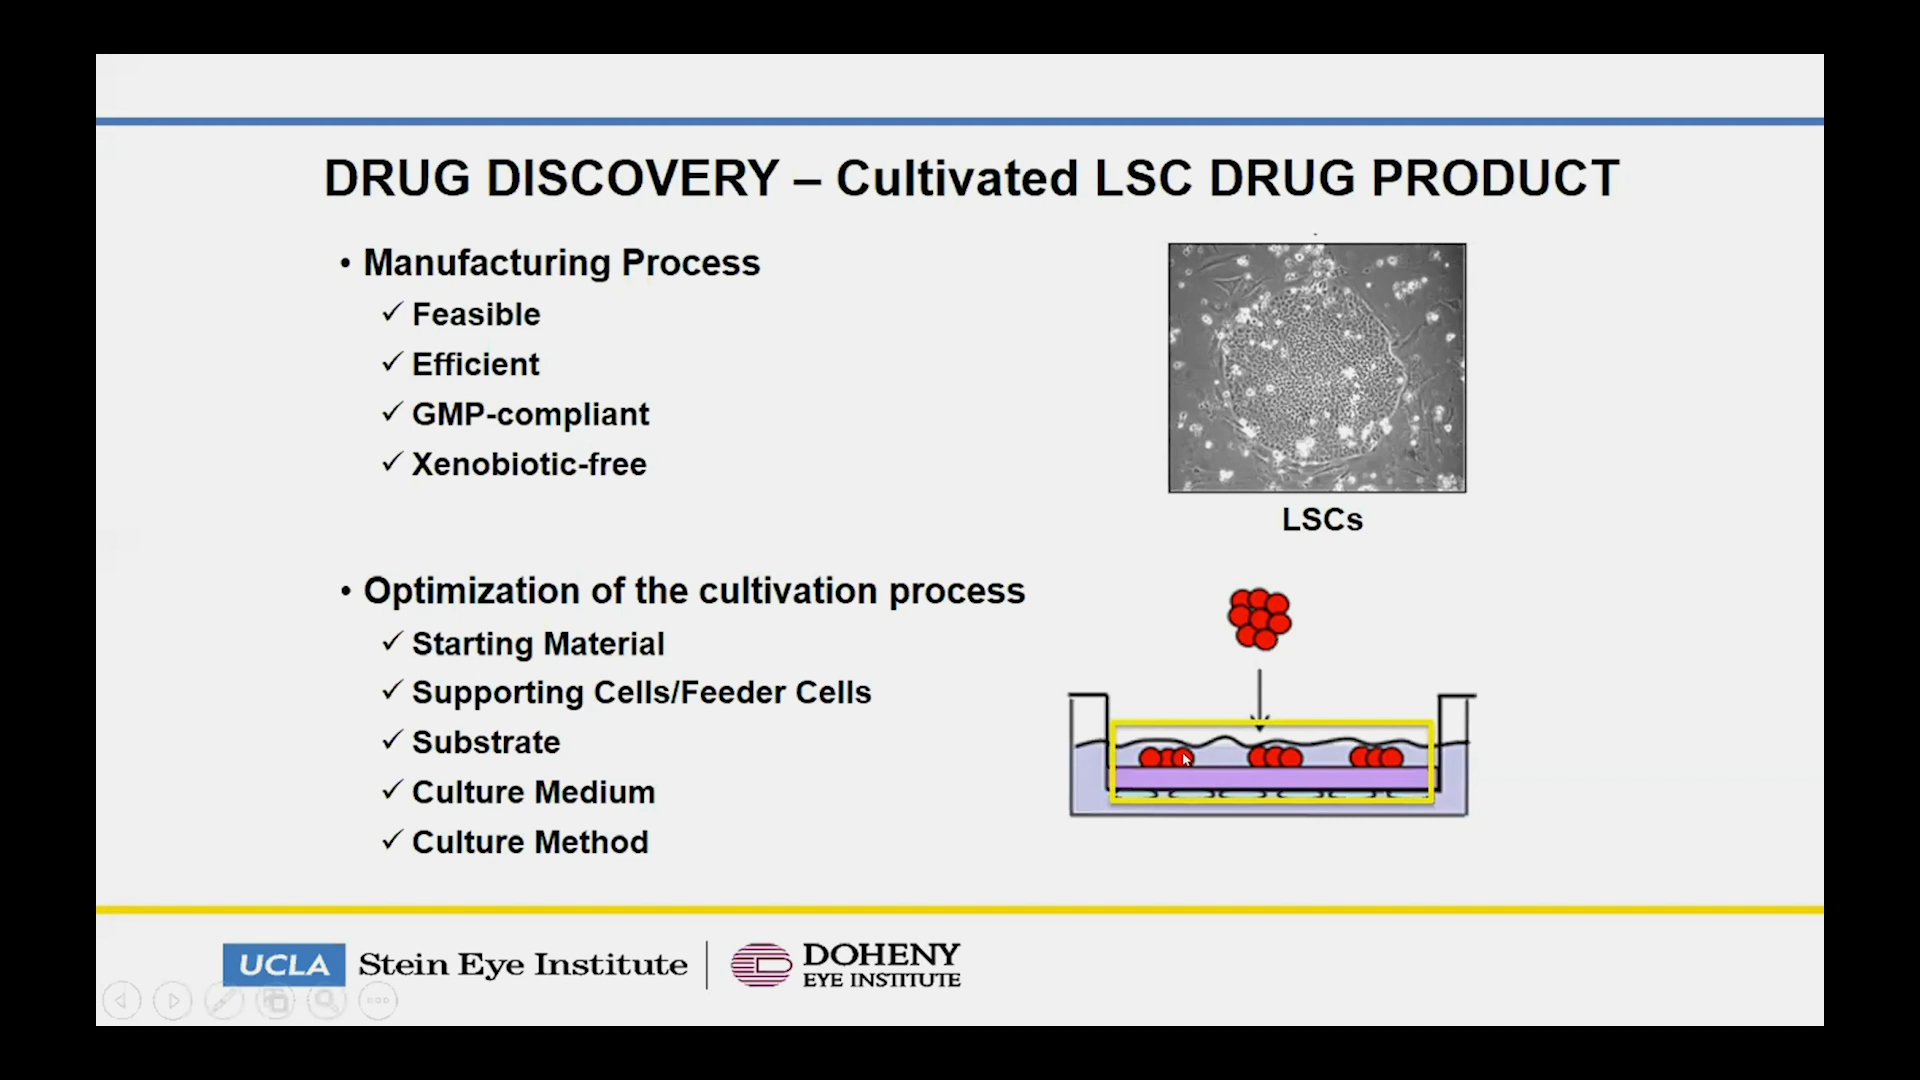 DRUG DISCOVERY – Cultivated LSC DRUG PRODUCT
• Manufacturing Process
✓ Feasible
✓ Efficient
✓ GMP-compliant
✓ Xenobiotic-free
LSCs
• Optimization of the cultivation process
✓ Starting Material
✓ Supporting Cells/Feeder Cells
✓ Substrate
✓ Culture Medium
✓ Culture Method
UCLA Stein Eye Institute
DOHENY
EYE INSTITUTE